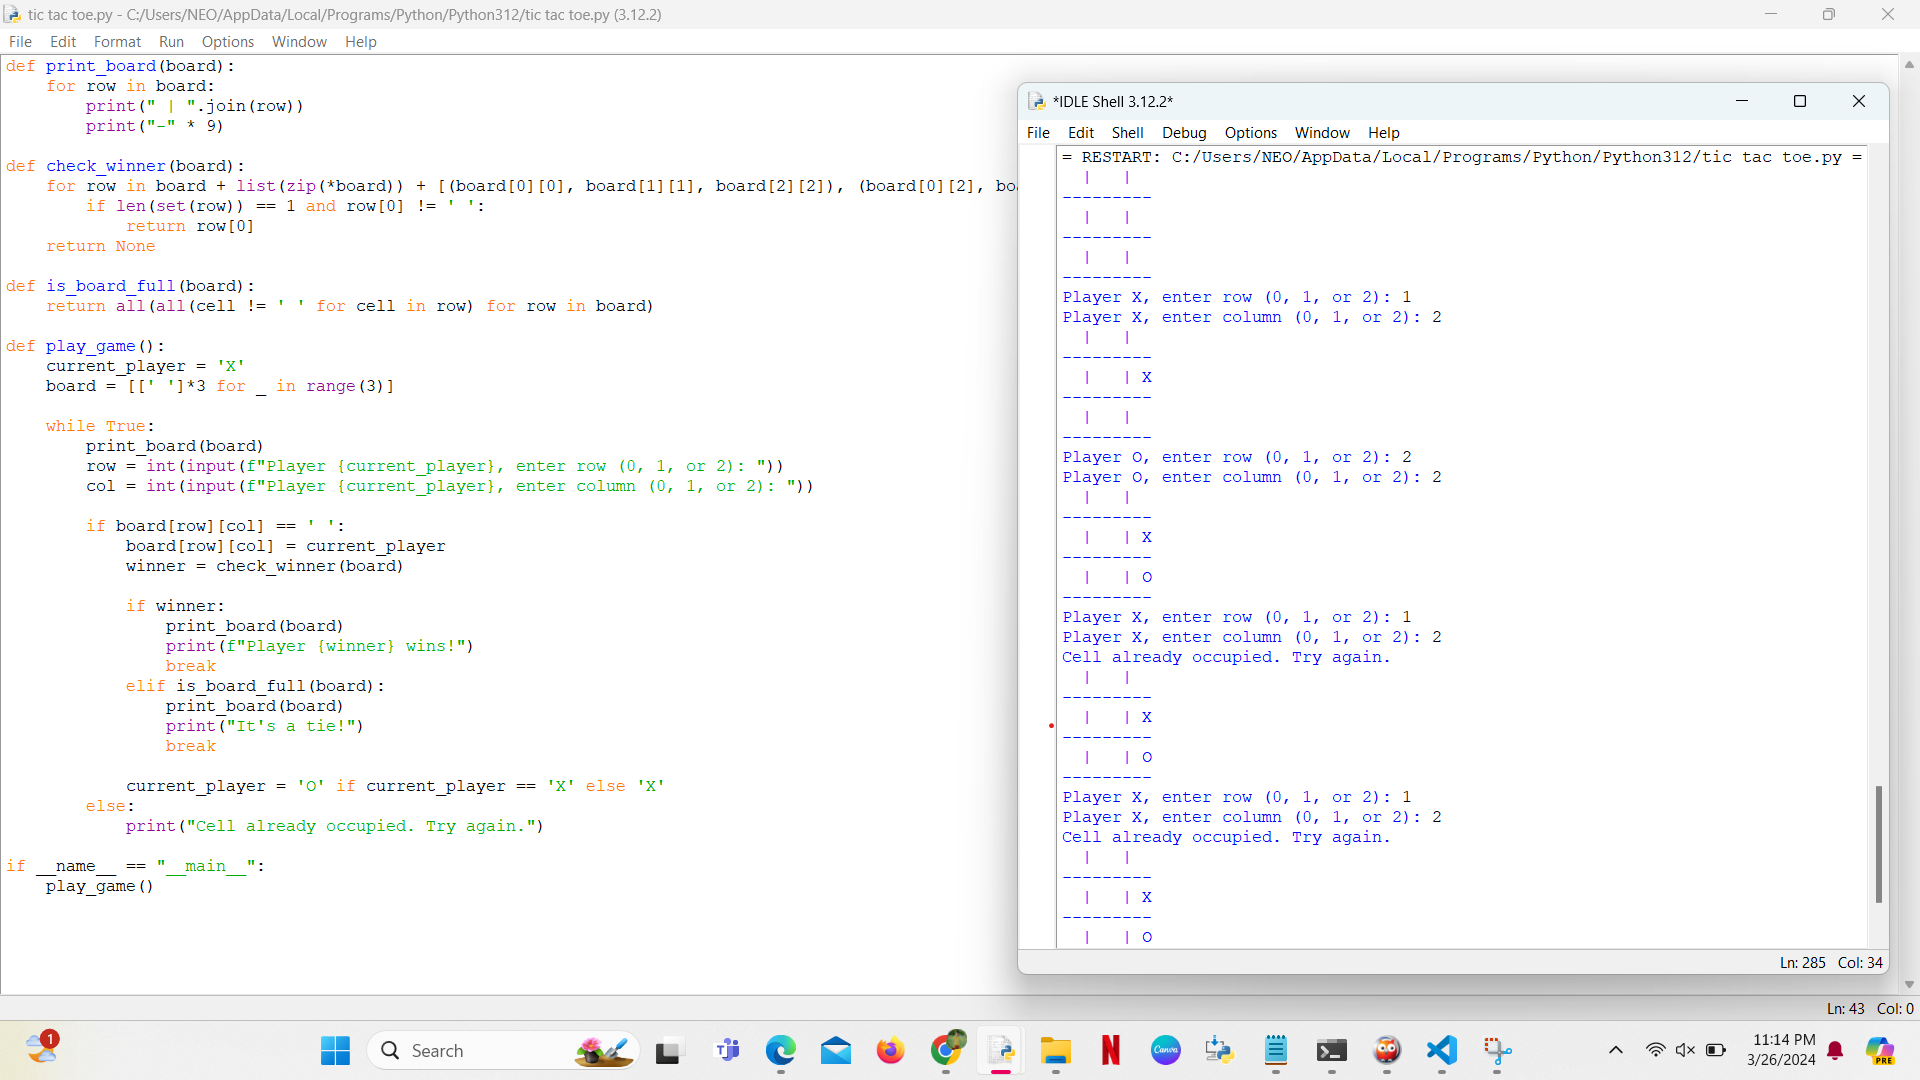 tic tac toe.py - C:/Users/NEO/AppData/Local/Programs/Python/Python312/tic tac toe.py (3.12.2)
File Edit Format Run Options Window Help
def print_board(board):
    for row in board:
        print(" | ".join(row))
        print("-" * 9)

def check_winner(board):
    for row in board + list(zip(*board)) + [(board[0][0], board[1][1], board[2][2]), (board[0][2], bo
        if len(set(row)) == 1 and row[0] != ' ':
            return row[0]
    return None

def is_board_full(board):
    return all(all(cell != ' ' for cell in row) for row in board)

def play_game():
    current_player = 'X'
    board = [[' ']*3 for _ in range(3)]

    while True:
        print_board(board)
        row = int(input(f"Player {current_player}, enter row (0, 1, or 2): "))
        col = int(input(f"Player {current_player}, enter column (0, 1, or 2): "))

        if board[row][col] == ' ':
            board[row][col] = current_player
            winner = check_winner(board)

            if winner:
                print_board(board)
                print(f"Player {winner} wins!")
                break
            elif is_board_full(board):
                print_board(board)
                print("It's a tie!")
                break

            current_player = 'O' if current_player == 'X' else 'X'
        else:
            print("Cell already occupied. Try again.")

if __name__ == "__main__":
    play_game()
Ln: 43 Col: 0
*IDLE Shell 3.12.2*
File Edit Shell Debug Options Window Help
= RESTART: C:/Users/NEO/AppData/Local/Programs/Python/Python312/tic tac toe.py =
  |   |
---------
  |   |
---------
  |   |
---------
Player X, enter row (0, 1, or 2): 1
Player X, enter column (0, 1, or 2): 2
  |   |
---------
  |   | X
---------
  |   |
---------
Player O, enter row (0, 1, or 2): 2
Player O, enter column (0, 1, or 2): 2
  |   |
---------
  |   | X
---------
  |   | O
---------
Player X, enter row (0, 1, or 2): 1
Player X, enter column (0, 1, or 2): 2
Cell already occupied. Try again.
  |   |
---------
  |   | X
---------
  |   | O
---------
Player X, enter row (0, 1, or 2): 1
Player X, enter column (0, 1, or 2): 2
Cell already occupied. Try again.
  |   |
---------
  |   | X
---------
  |   | O
Ln: 285 Col: 34
1
Search
N
Canva
11:14 PM
3/26/2024
PRE